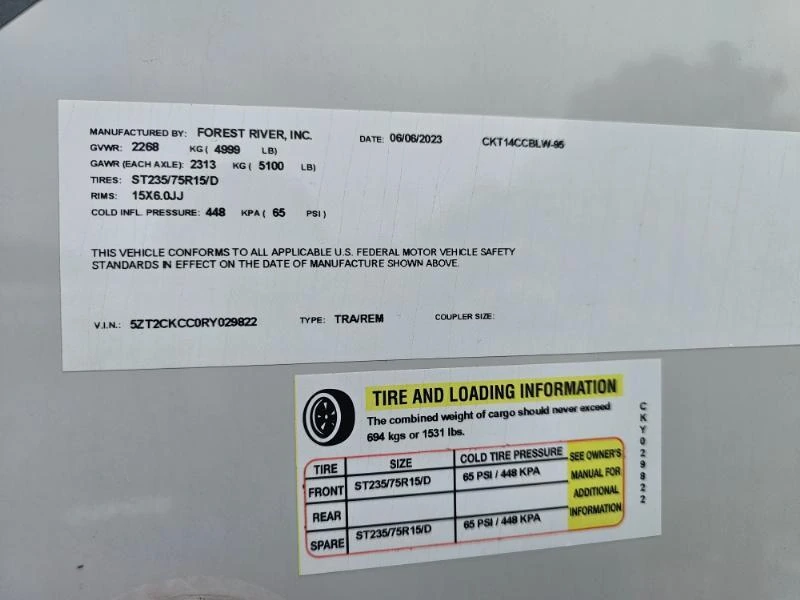 MANUFACTURED BY: FOREST RIVER, INC. DATE: 06/06/2023 CKT14CCBLW-95
GVWR: 2268 KG ( 4999 LB)
GAWR (EACH AXLE): 2313 KG ( 5100 LB)
TIRES: ST235/75R15/D
RIMS: 15X6.0JJ
COLD INFL. PRESSURE: 448 KPA ( 65 PSI )
THIS VEHICLE CONFORMS TO ALL APPLICABLE U.S. FEDERAL MOTOR VEHICLE SAFETY
STANDARDS IN EFFECT ON THE DATE OF MANUFACTURE SHOWN ABOVE.
V.I.N.: 5ZT2CKCC0RY029822 TYPE: TRA/REM COUPLER SIZE:
TIRE AND LOADING INFORMATION
The combined weight of cargo should never exceed
694 kgs or 1531 lbs.
TIRE SIZE COLD TIRE PRESSURE
FRONT ST235/75R15/D 65 PSI / 448 KPA
REAR
SPARE ST235/75R15/D 65 PSI / 448 KPA
SEE OWNER'S
MANUAL FOR
ADDITIONAL
INFORMATION
CKY029822